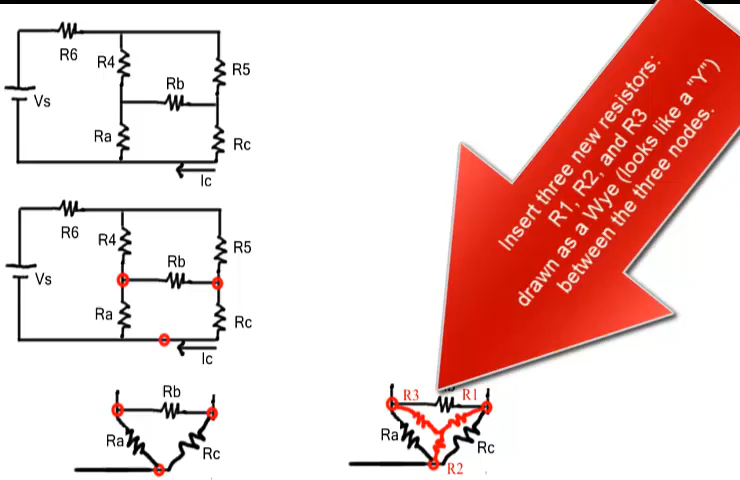 R6
R4
R5
Rb
Vs
Ra
Rc
Ic
R6
R4
R5
Rb
Vs
Ra
Rc
Ic
Rb
Ra
Rc
Insert three new resistors:
R1, R2, and R3
drawn as a Wye (looks like a "Y")
between the three nodes.
R3
R1
Ra
Rc
R2